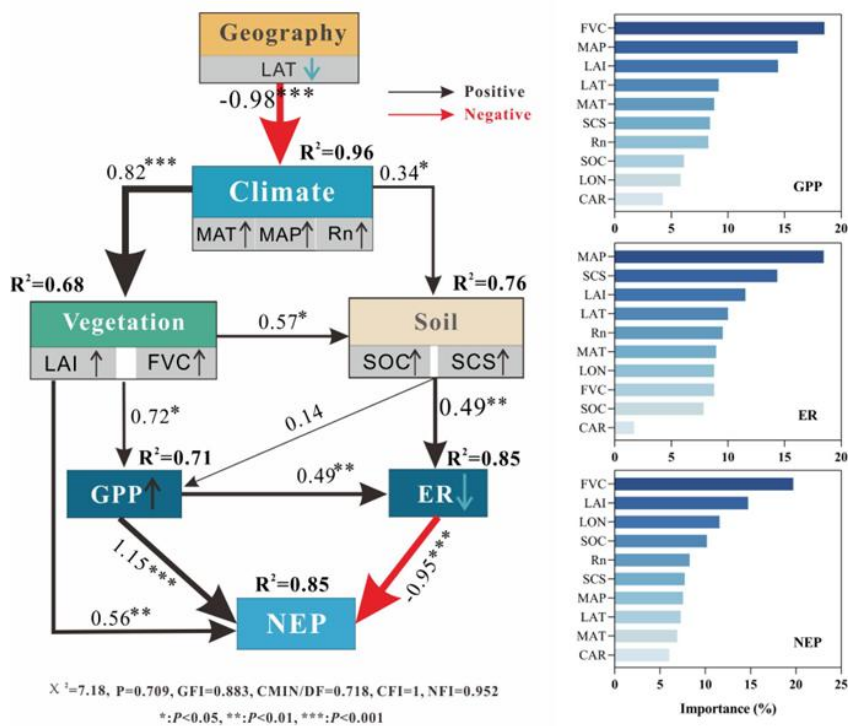 Geography
LAT ↓
-0.98***
Positive
Negative
R²=0.96
0.82***
Climate
0.34*
MAT↑ MAP↑ Rn↑
R²=0.68
R²=0.76
Vegetation
0.57*
Soil
LAI ↑ FVC↑
SOC↑ SCS↑
0.72*
0.14
0.49**
R²=0.71
R²=0.85
GPP↑
0.49**
ER↓
1.15***
-0.95***
R²=0.85
0.56**
NEP
X²=7.18, P=0.709, GFI=0.883, CMIN/DF=0.718, CFI=1, NFI=0.952
*:P<0.05, **:P<0.01, ***:P<0.001
FVC
MAP
LAI
LAT
MAT
SCS
Rn
SOC
LON
CAR
GPP
0 5 10 15 20
MAP
SCS
LAI
LAT
Rn
MAT
LON
FVC
SOC
CAR
ER
0 5 10 15 20
FVC
LAI
LON
SOC
Rn
SCS
MAP
LAT
MAT
CAR
NEP
0 5 10 15 20 25
Importance (%)